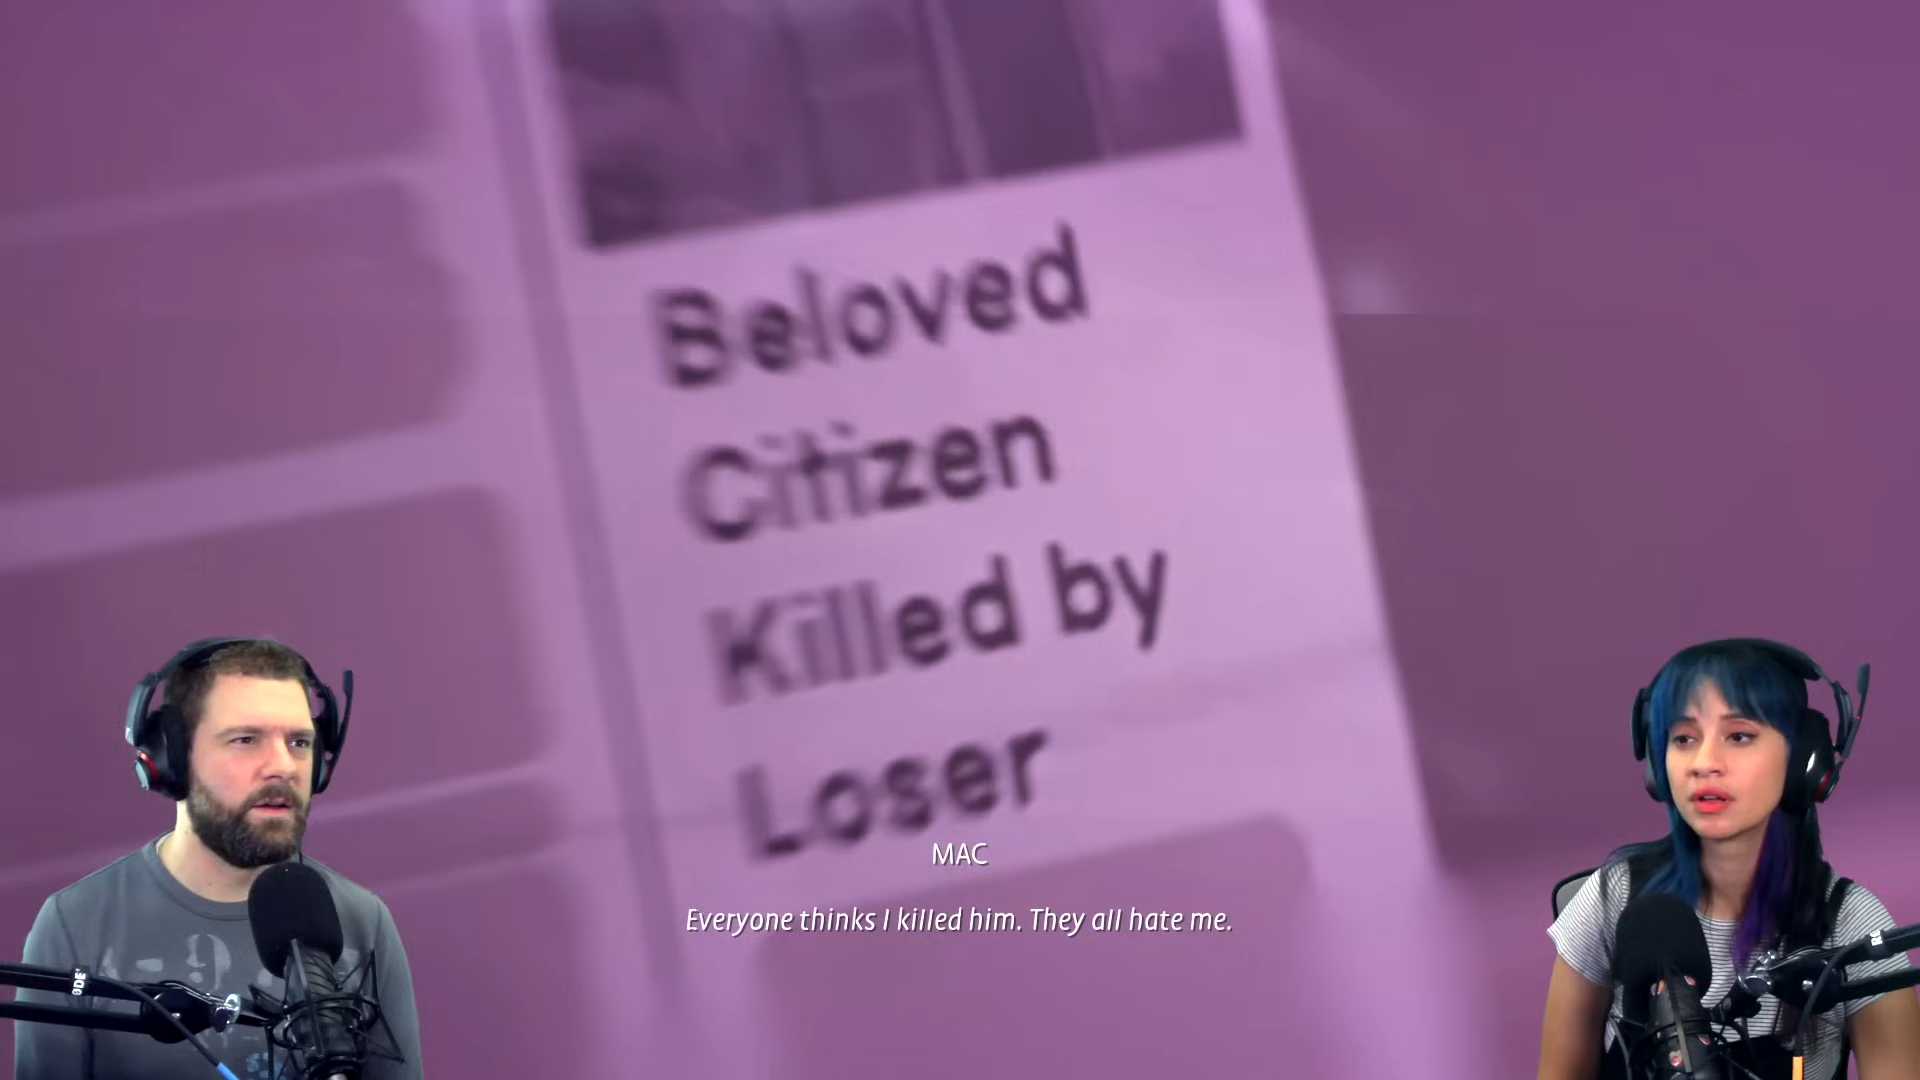 Beloved
Citizen
Killed by
Loser
MAC
Everyone thinks I killed him. They all hate me.